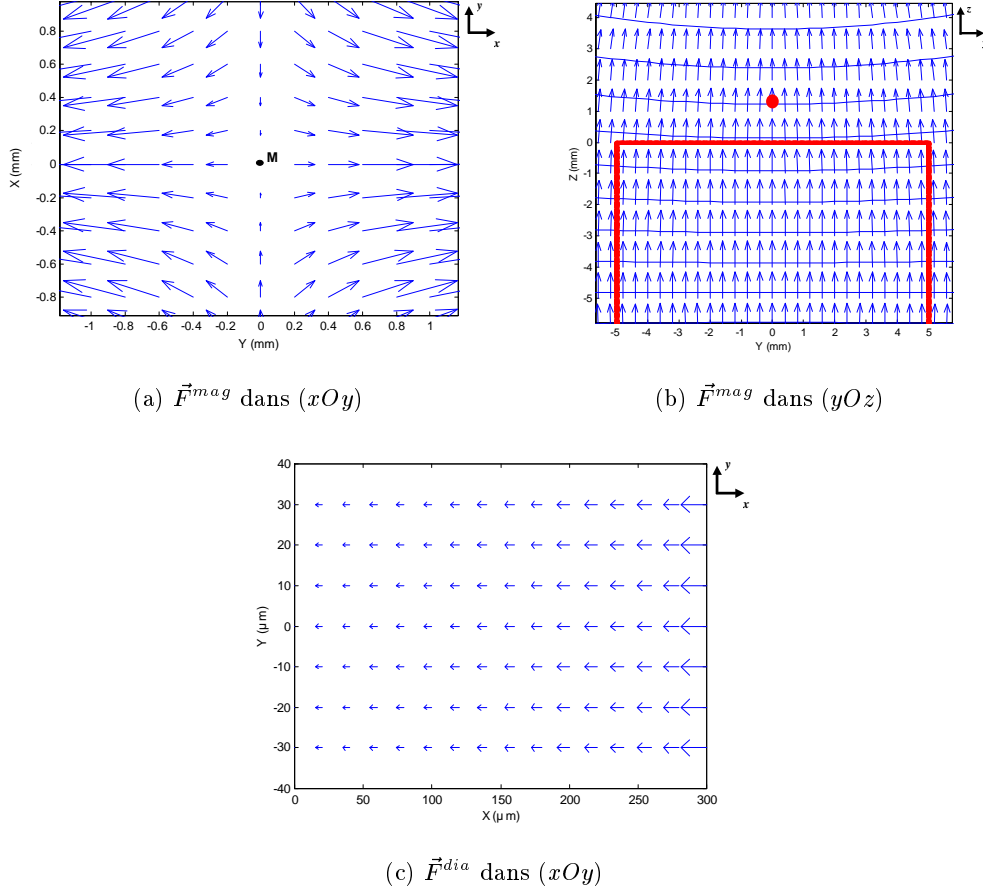 y
x
0.8
0.6
0.4
0.2
0
-0.2
-0.4
-0.6
-0.8
X (mm)
M
-1 -0.8 -0.6 -0.4 -0.2 0 0.2 0.4 0.6 0.8 1
Y (mm)
(a) F⃗^{mag} dans (xOy)
z
4
3
2
1
0
-1
-2
-3
-4
-5
Z (mm)
-5 -4 -3 -2 -1 0 1 2 3 4 5
Y (mm)
(b) F⃗^{mag} dans (yOz)
y
x
40
30
20
10
0
-10
-20
-30
-40
Y (µm)
0 50 100 150 200 250 300
X (µm)
(c) F⃗^{dia} dans (xOy)